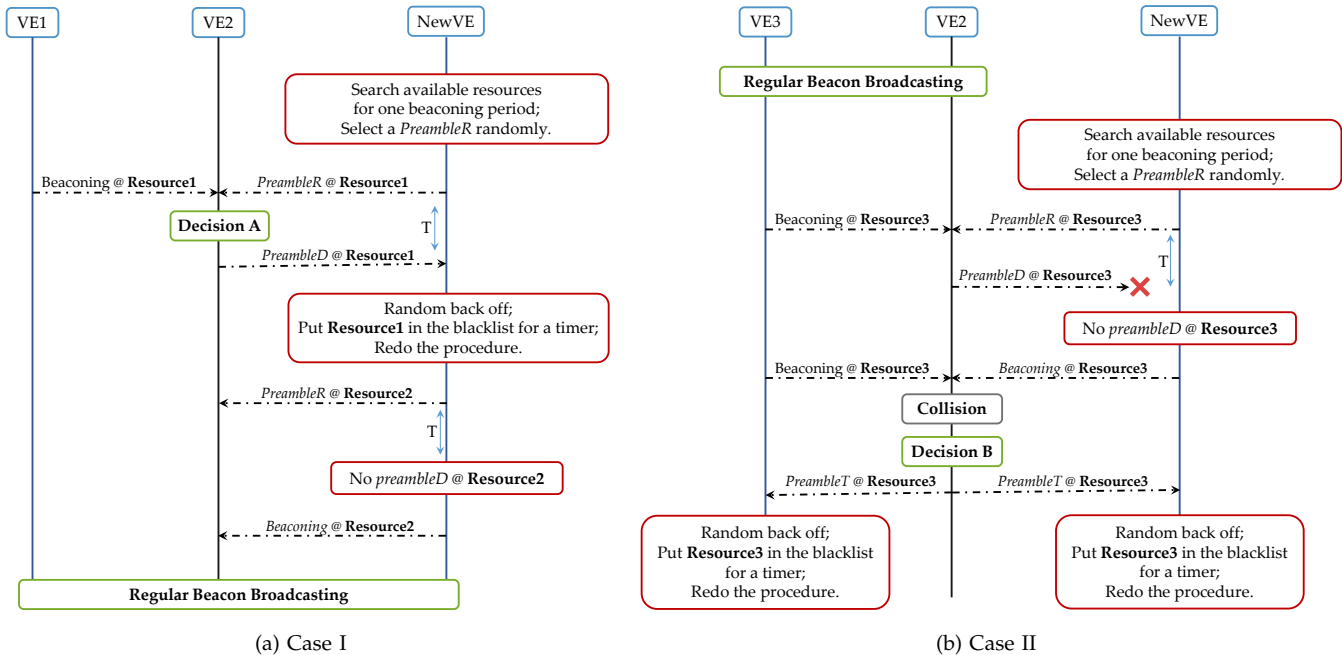 VE1
VE2
NewVE
Search available resources
for one beaconing period;
Select a PreambleR randomly.
Beaconing @ Resource1
PreambleR @ Resource1
Decision A
T
PreambleD @ Resource1
Random back off;
Put Resource1 in the blacklist for a timer;
Redo the procedure.
PreambleR @ Resource2
T
No preambleD @ Resource2
Beaconing @ Resource2
Regular Beacon Broadcasting
(a) Case I
VE3
VE2
NewVE
Regular Beacon Broadcasting
Search available resources
for one beaconing period;
Select a PreambleR randomly.
Beaconing @ Resource3
PreambleR @ Resource3
T
PreambleD @ Resource3
No preambleD @ Resource3
Beaconing @ Resource3
Beaconing @ Resource3
Collision
Decision B
PreambleT @ Resource3
PreambleT @ Resource3
Random back off;
Put Resource3 in the blacklist
for a timer;
Redo the procedure.
Random back off;
Put Resource3 in the blacklist
for a timer;
Redo the procedure.
(b) Case II